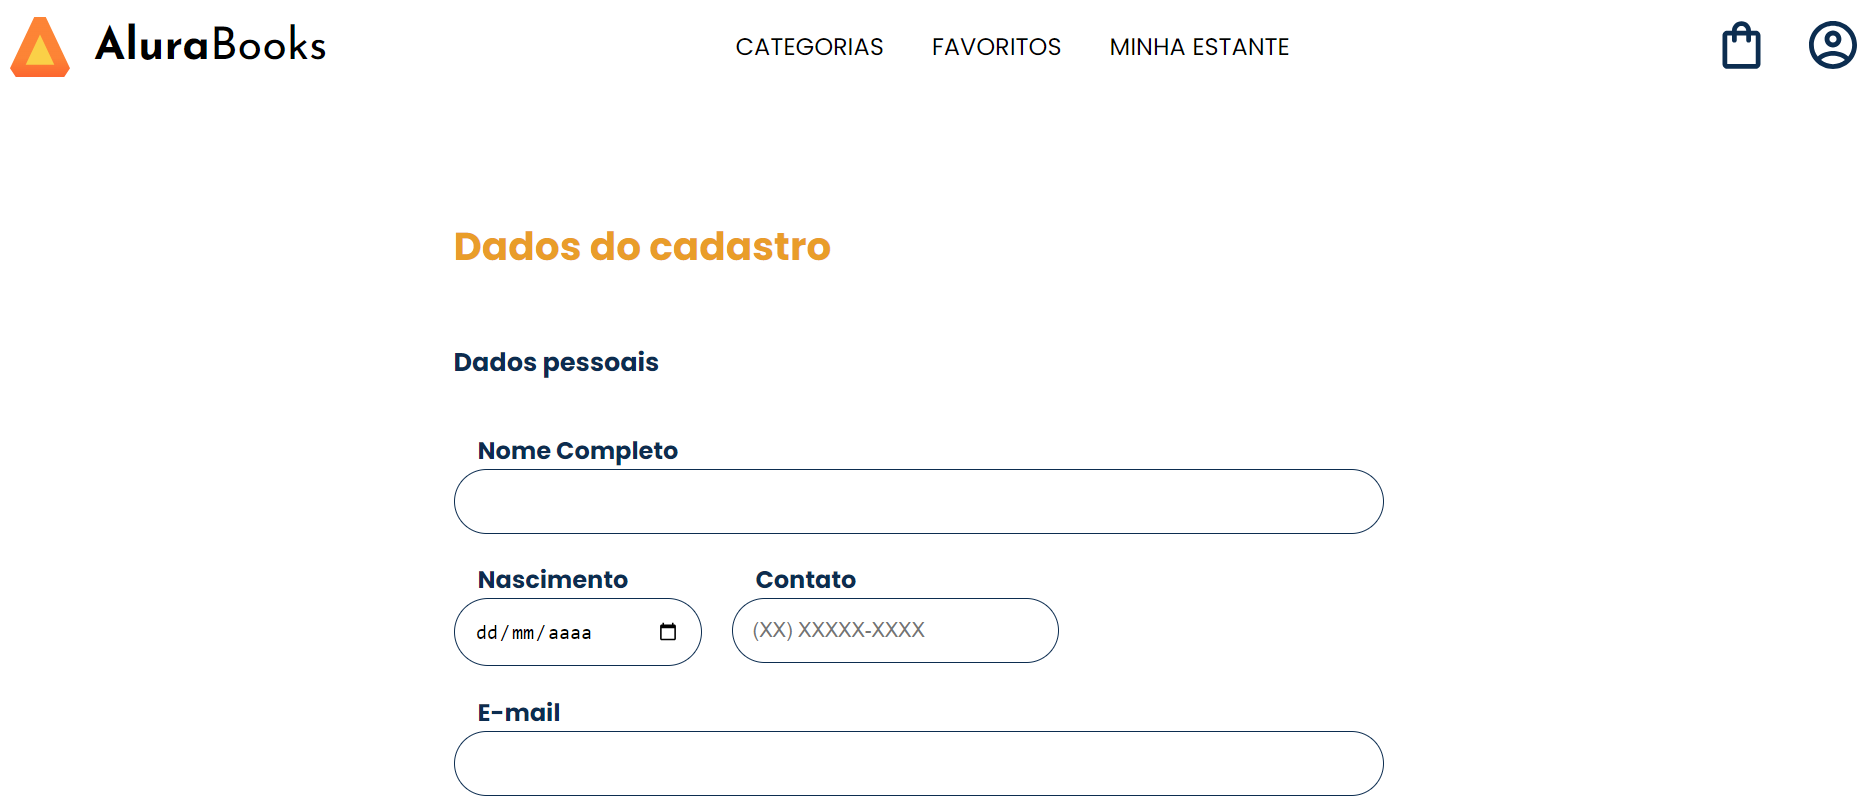 AluraBooks CATEGORIAS FAVORITOS MINHA ESTANTE
Dados do cadastro
Dados pessoais
Nome Completo
Nascimento Contato
dd/mm/aaaa (XX) XXXXX-XXXX
E-mail